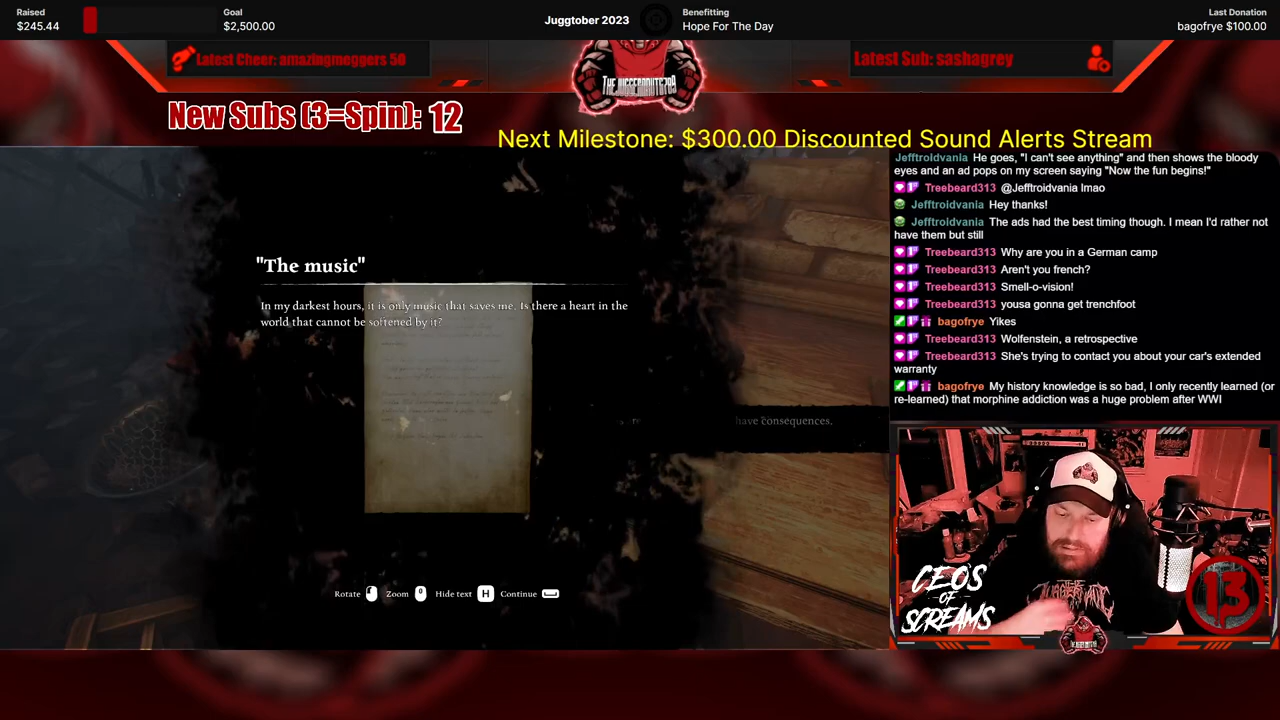 Raised
$245.44
Goal
$2,500.00
Juggtober 2023
Benefitting
Hope For The Day
Last Donation
bagofrye $100.00
Latest Cheer: amazingmeggers 50
THEJUGGERNAUT6789
Latest Sub: sashagrey
New Subs (3=Spin): 12
Next Milestone: $300.00 Discounted Sound Alerts Stream
"The music"
In my darkest hours, it is only music that saves me. Is there a heart in the
world that cannot be softened by it?
have consequences.
Rotate
Zoom
Hide text H
Continue
Jefftroidvania He goes, "I can't see anything" and then shows the bloody
eyes and an ad pops on my screen saying "Now the fun begins!"
Treebeard313 @Jefftroidvania lmao
Jefftroidvania Hey thanks!
Jefftroidvania The ads had the best timing though. I mean I'd rather not
have them but still
Treebeard313 Why are you in a German camp
Treebeard313 Aren't you french?
Treebeard313 Smell-o-vision!
Treebeard313 yousa gonna get trenchfoot
bagofrye Yikes
Treebeard313 Wolfenstein, a retrospective
Treebeard313 She's trying to contact you about your car's extended
warranty
bagofrye My history knowledge is so bad, I only recently learned (or
re-learned) that morphine addiction was a huge problem after WWI
CEOS
OF
SCREAMS
13